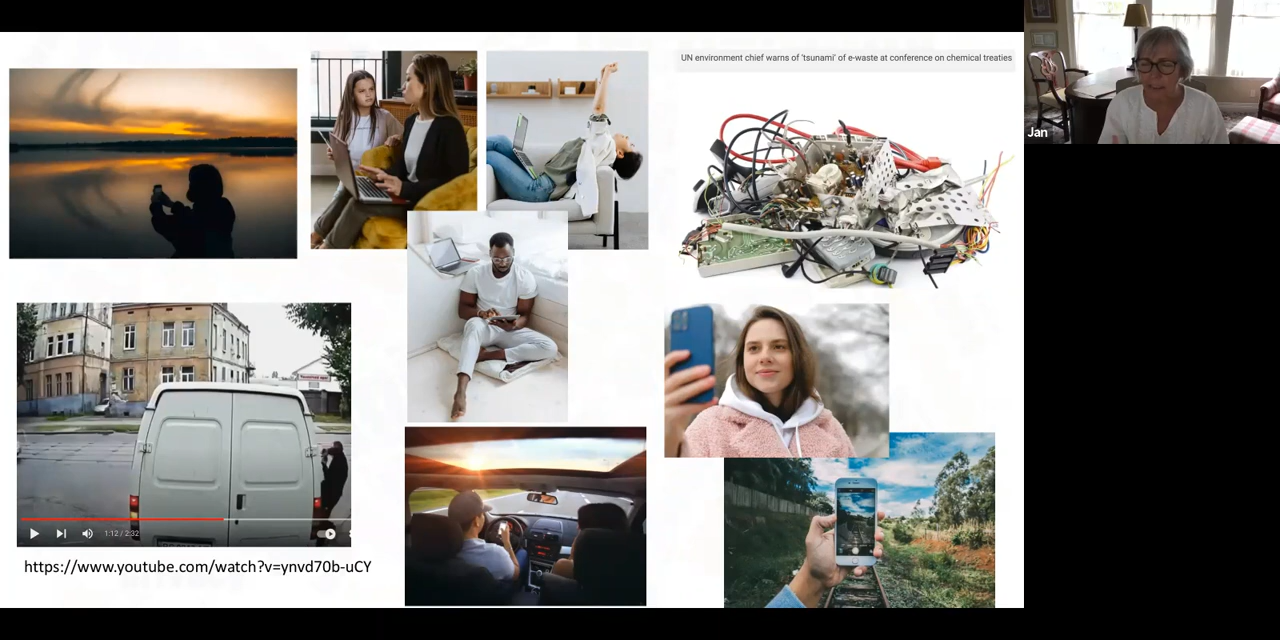 UN environment chief warns of 'tsunami' of e-waste at conference on chemical treaties
Jan
1:12 / 2:32
https://www.youtube.com/watch?v=ynvd70b-uCY